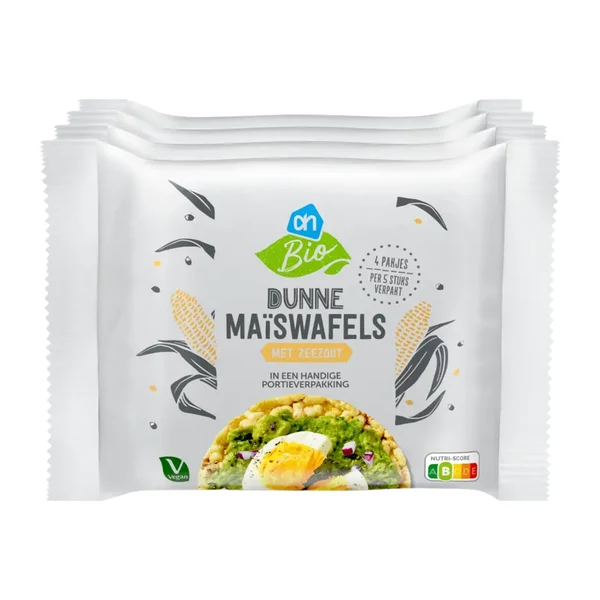 ah
Bio
4 PAKJES
PER 5 STUKS
VERPAKT
DUNNE
MAïSWAFELS
MET ZEEZOUT
IN EEN HANDIGE
PORTIEVERPAKKING
V
Vegan
NUTRI-SCORE
A B C D E